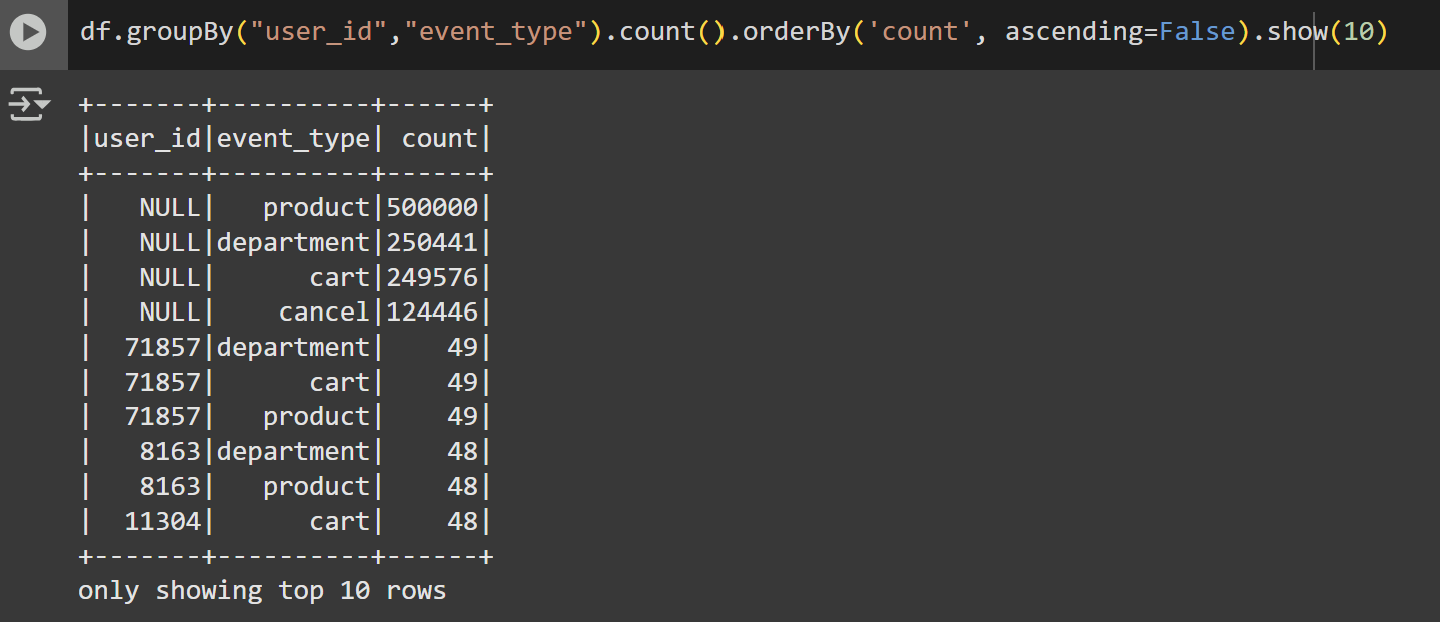 df.groupBy("user_id","event_type").count().orderBy('count', ascending=False).show(10)
+-------+----------+------+
|user_id|event_type| count|
+-------+----------+------+
|   NULL|   product|500000|
|   NULL|department|250441|
|   NULL|      cart|249576|
|   NULL|    cancel|124446|
|  71857|department|    49|
|  71857|      cart|    49|
|  71857|   product|    49|
|   8163|department|    48|
|   8163|   product|    48|
|  11304|      cart|    48|
+-------+----------+------+
only showing top 10 rows